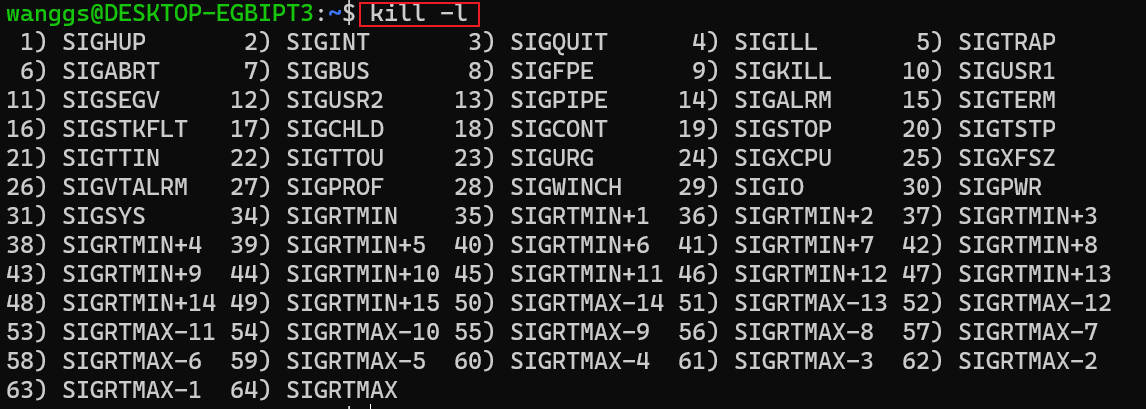 wanggs@DESKTOP-EGBIPT3:~$ kill -l
 1) SIGHUP       2) SIGINT       3) SIGQUIT      4) SIGILL       5) SIGTRAP
 6) SIGABRT      7) SIGBUS       8) SIGFPE       9) SIGKILL     10) SIGUSR1
11) SIGSEGV     12) SIGUSR2     13) SIGPIPE     14) SIGALRM     15) SIGTERM
16) SIGSTKFLT   17) SIGCHLD     18) SIGCONT     19) SIGSTOP     20) SIGTSTP
21) SIGTTIN     22) SIGTTOU     23) SIGURG      24) SIGXCPU     25) SIGXFSZ
26) SIGVTALRM   27) SIGPROF     28) SIGWINCH    29) SIGIO       30) SIGPWR
31) SIGSYS      34) SIGRTMIN    35) SIGRTMIN+1  36) SIGRTMIN+2  37) SIGRTMIN+3
38) SIGRTMIN+4  39) SIGRTMIN+5  40) SIGRTMIN+6  41) SIGRTMIN+7  42) SIGRTMIN+8
43) SIGRTMIN+9  44) SIGRTMIN+10 45) SIGRTMIN+11 46) SIGRTMIN+12 47) SIGRTMIN+13
48) SIGRTMIN+14 49) SIGRTMIN+15 50) SIGRTMAX-14 51) SIGRTMAX-13 52) SIGRTMAX-12
53) SIGRTMAX-11 54) SIGRTMAX-10 55) SIGRTMAX-9  56) SIGRTMAX-8  57) SIGRTMAX-7
58) SIGRTMAX-6  59) SIGRTMAX-5  60) SIGRTMAX-4  61) SIGRTMAX-3  62) SIGRTMAX-2
63) SIGRTMAX-1  64) SIGRTMAX